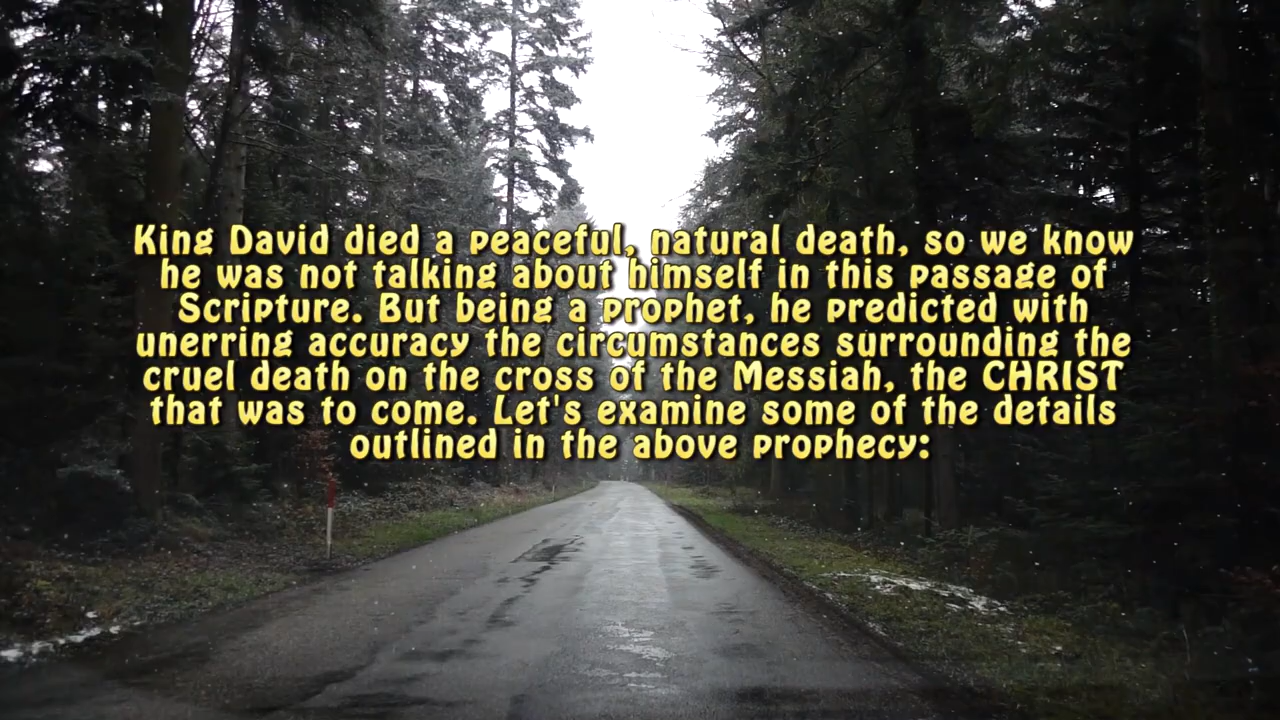 King David died a peaceful, natural death, so we know
he was not talking about himself in this passage of
Scripture. But being a prophet, he predicted with
unerring accuracy the circumstances surrounding the
cruel death on the cross of the Messiah, the CHRIST
that was to come. Let's examine some of the details
outlined in the above prophecy: